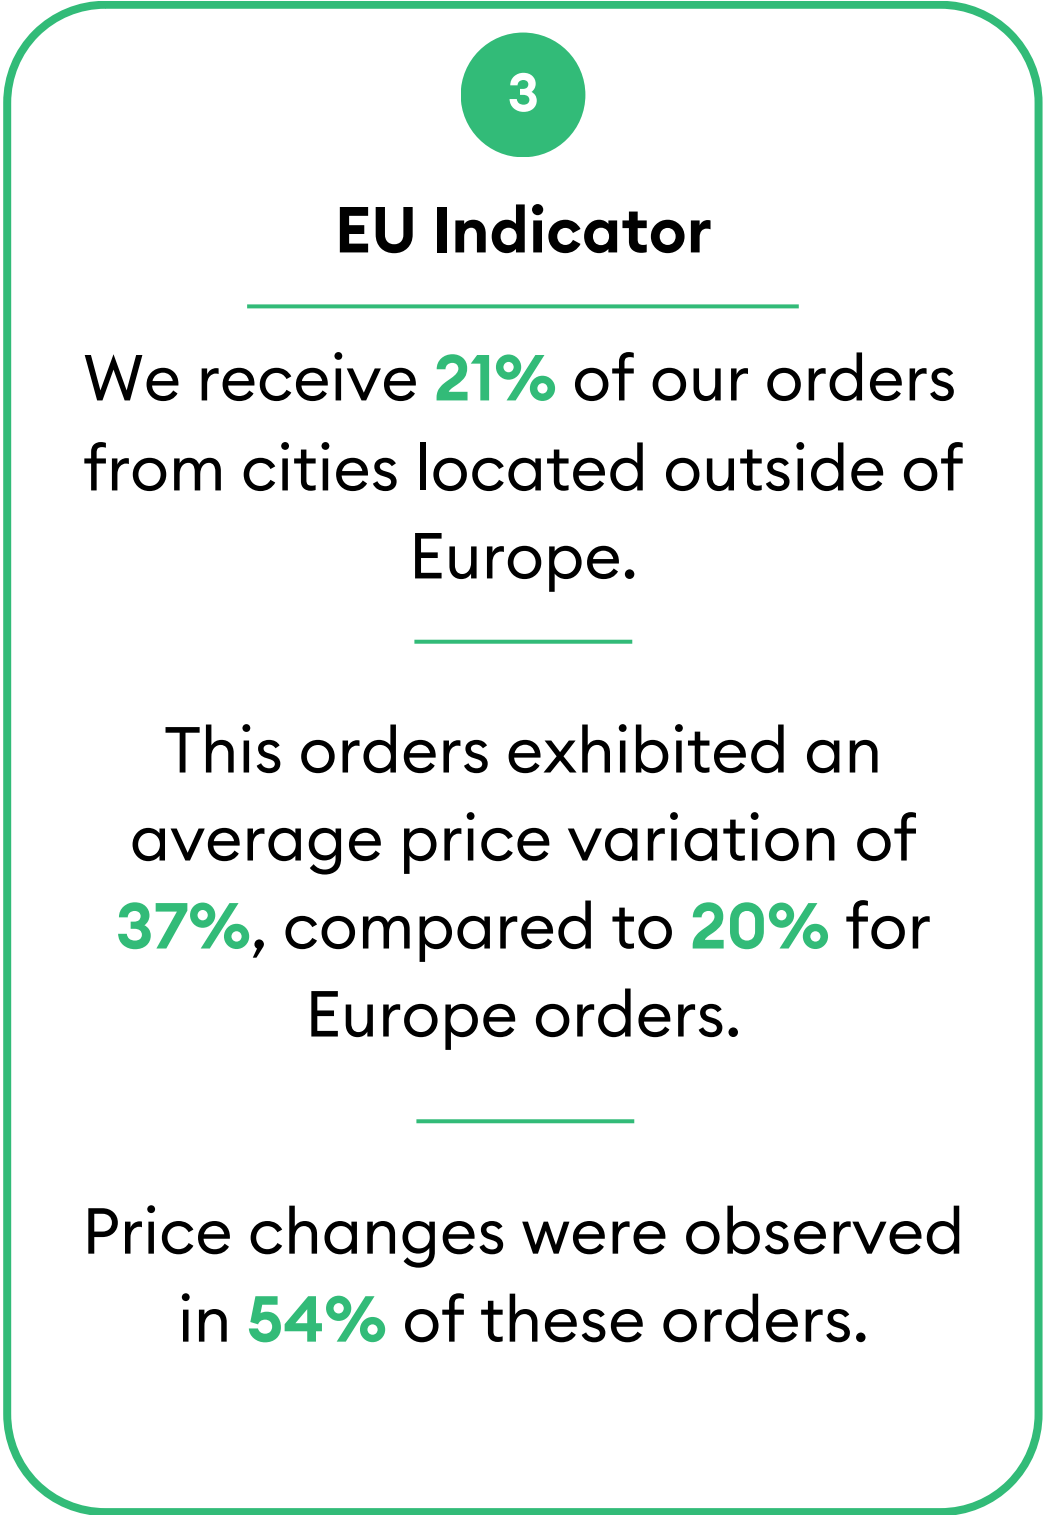 3
EU Indicator
We receive 21% of our orders
from cities located outside of
Europe.
This orders exhibited an
average price variation of
37%, compared to 20% for
Europe orders.
Price changes were observed
in 54% of these orders.